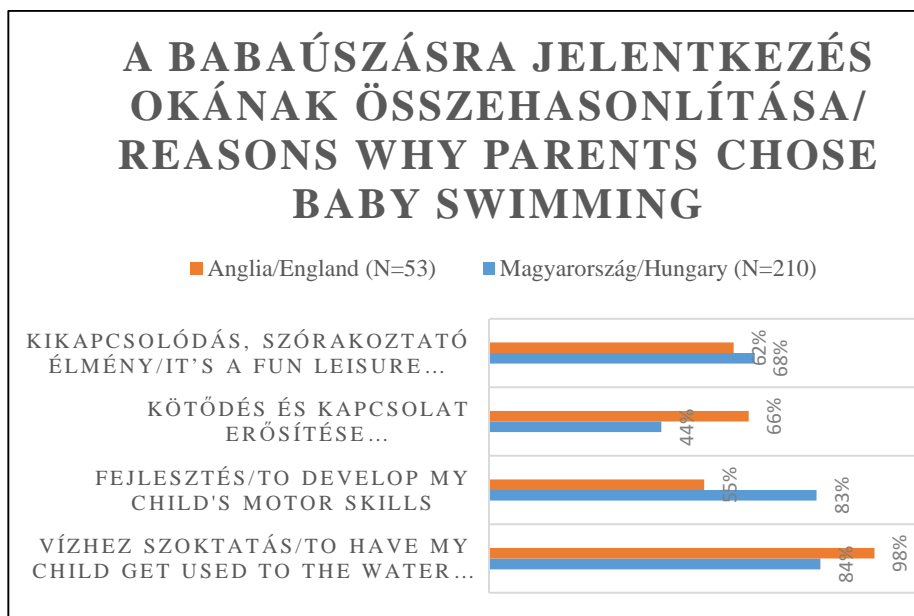 A BABAÚSZÁSRA JELENTKEZÉS
OKÁNAK ÖSSZEHASONLÍTÁSA/
REASONS WHY PARENTS CHOSE
BABY SWIMMING
Anglia/England (N=53) Magyarország/Hungary (N=210)
KIKAPCSOLÓDÁS, SZÓRAKOZTATÓ
ÉLMÉNY/IT'S A FUN LEISURE…
62%
68%
KÖTŐDÉS ÉS KAPCSOLAT
ERŐSÍTÉSE…
66%
44%
FEJLESZTÉS/TO DEVELOP MY
CHILD'S MOTOR SKILLS
55%
83%
VÍZHEZ SZOKTATÁS/TO HAVE MY
CHILD GET USED TO THE WATER…
98%
84%